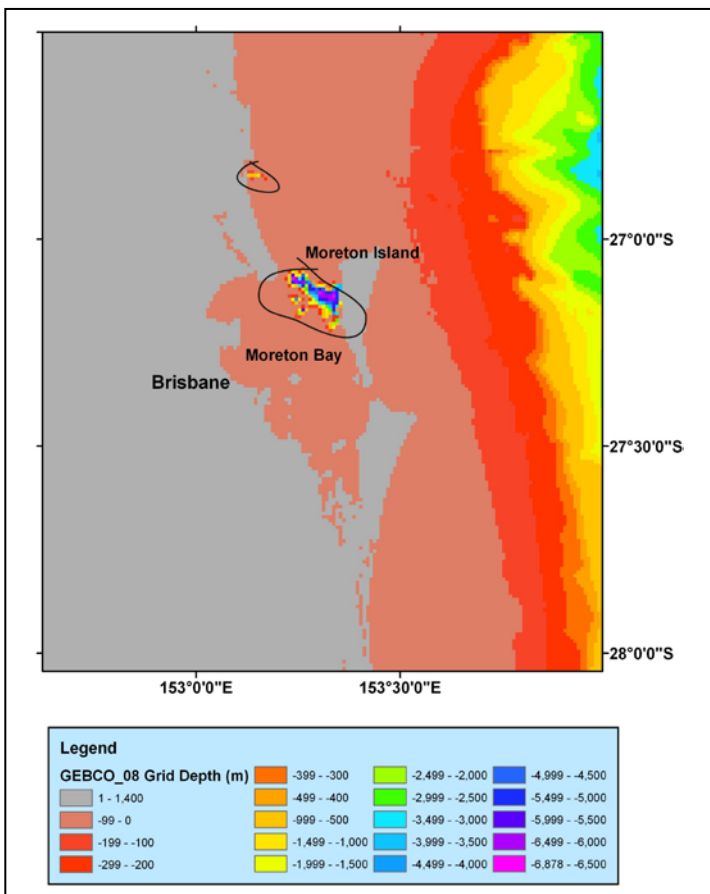 27°0'0"S
Moreton Island
Moreton Bay
Brisbane
27°30'0"S
28°0'0"S
153°0'0"E 153°30'0"E
Legend
GEBCO_08 Grid Depth (m)
1 - 1,400
-99 - 0
-199 - -100
-299 - -200
-399 - -300
-499 - -400
-999 - -500
-1,499 - -1,000
-1,999 - -1,500
-2,499 - -2,000
-2,999 - -2,500
-3,499 - -3,000
-3,999 - -3,500
-4,499 - -4,000
-4,999 - -4,500
-5,499 - -5,000
-5,999 - -5,500
-6,499 - -6,000
-6,878 - -6,500